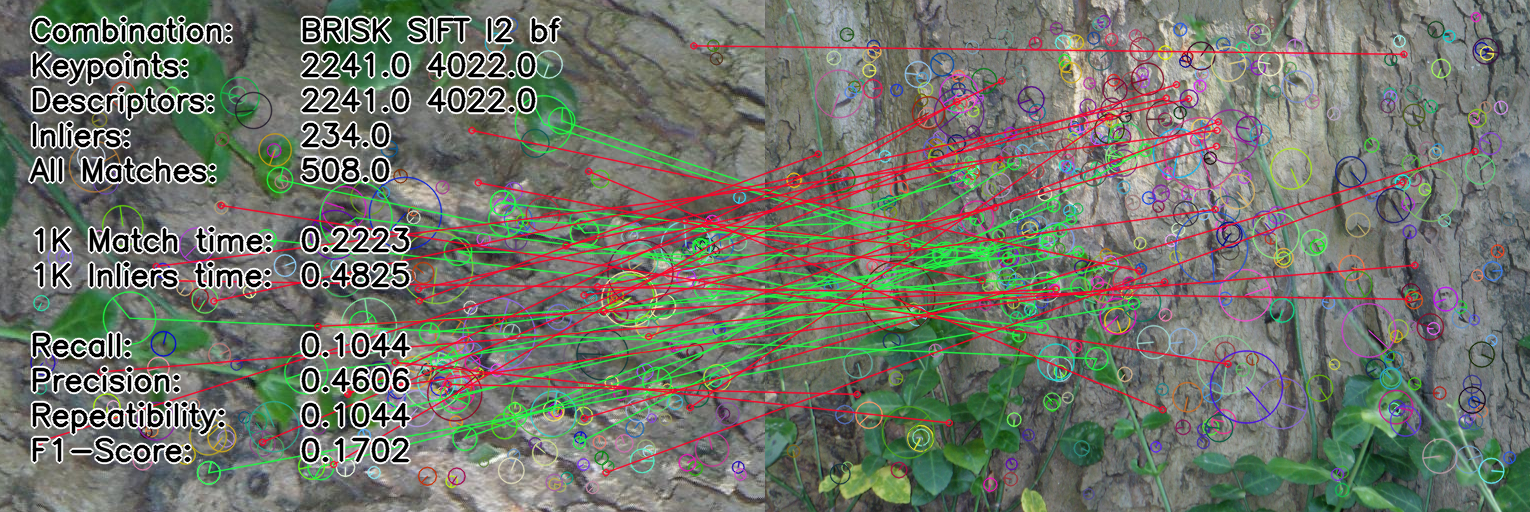 Combination: BRISK SIFT l2 bf
Keypoints: 2241.0 4022.0
Descriptors: 2241.0 4022.0
Inliers: 234.0
All Matches: 508.0
1K Match time: 0.2223
1K Inliers time: 0.4825
Recall: 0.1044
Precision: 0.4606
Repeatibility: 0.1044
F1-Score: 0.1702